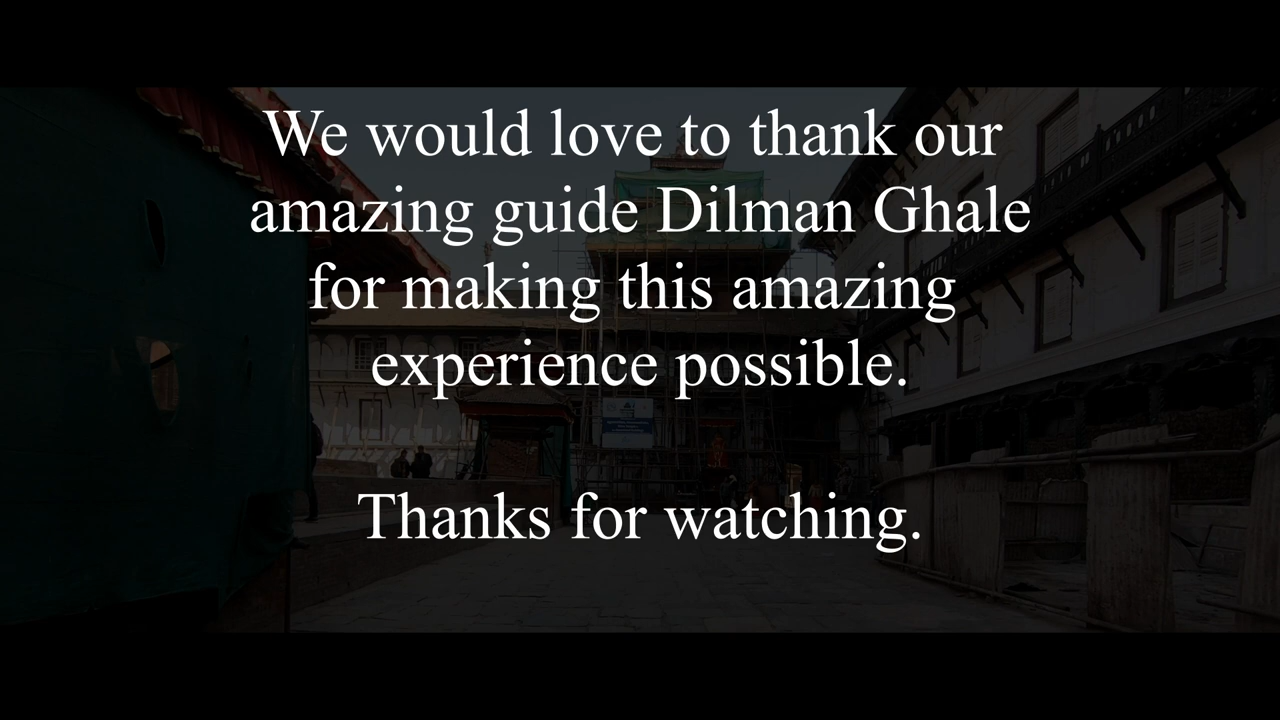 We would love to thank our
amazing guide Dilman Ghale
for making this amazing
experience possible.
Thanks for watching.